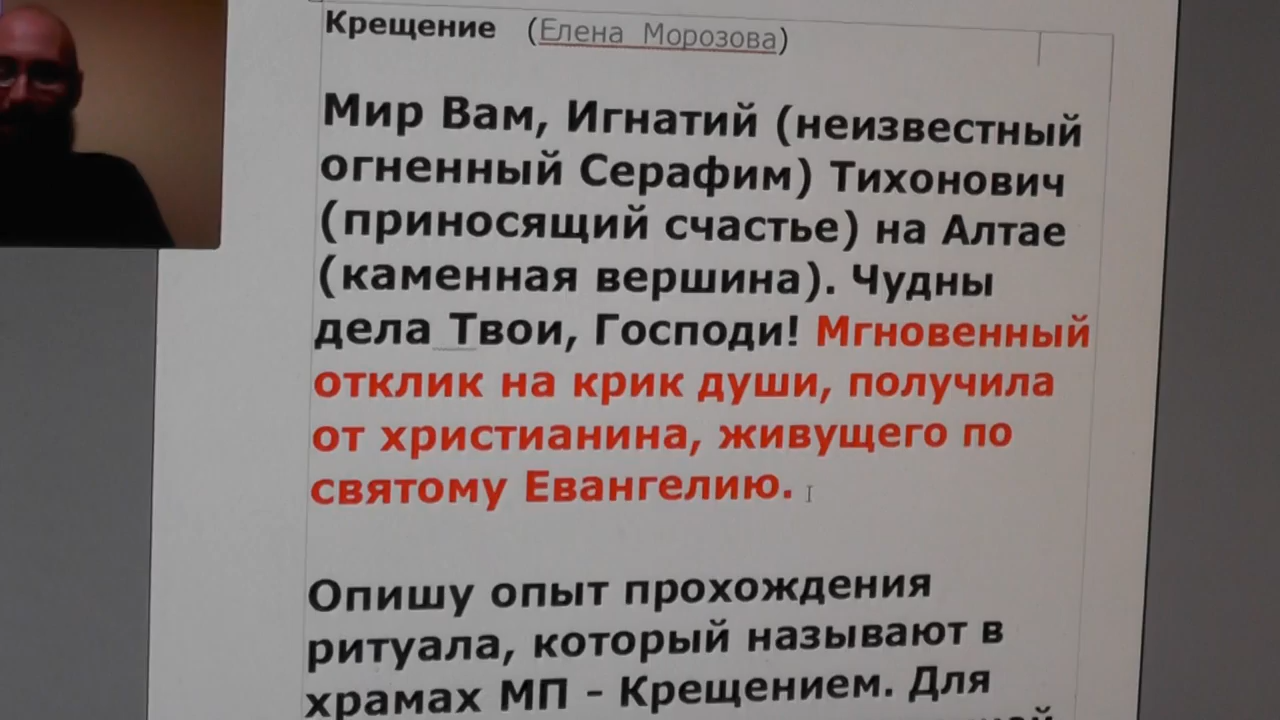 Крещение (Елена Морозова)
Мир Вам, Игнатий (неизвестный
огненный Серафим) Тихонович
(приносящий счастье) на Алтае
(каменная вершина). Чудны
дела Твои, Господи! Мгновенный
отклик на крик души, получила
от христианина, живущего по
святому Евангелию.
Опишу опыт прохождения
ритуала, который называют в
храмах МП - Крещением. Для